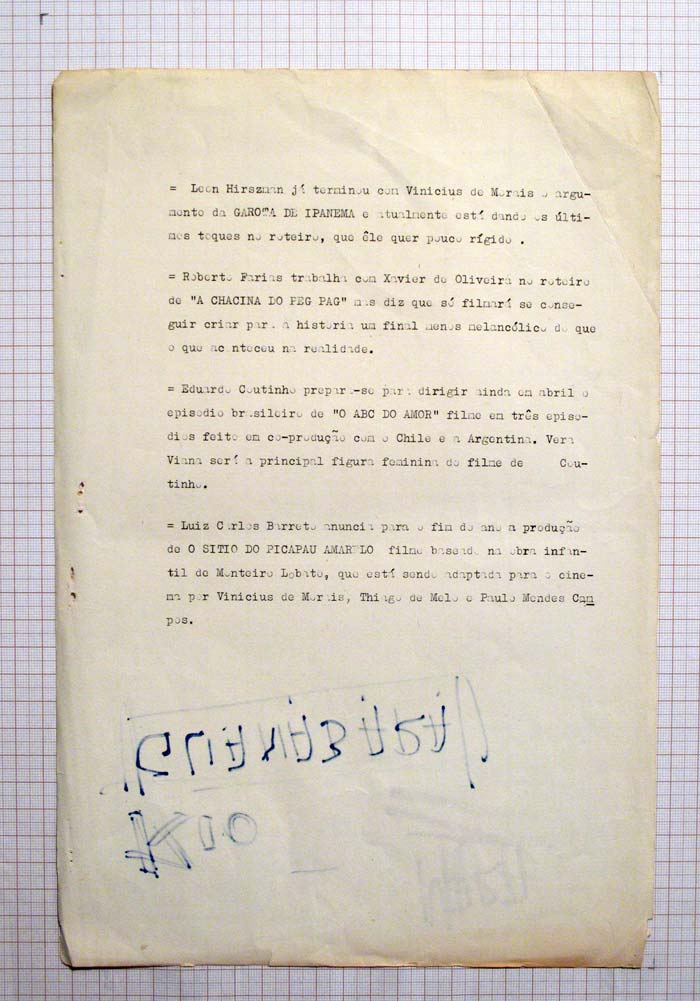 = Leon Hirszman já terminou com Vinicius de Morais o argu-
mento da GAROTA DE IPANEMA e atualmente está dando os últi-
mos toques no roteiro, que êle quer pouco rígido .
= Roberto Farias trabalha com Xavier de Oliveira no roteiro
de "A CHACINA DO PEG PAG" mas diz que só filmará se conse-
guir criar para a historia um final menos melancólico do que
o que aconteceu na realidade.
= Eduardo Coutinho prepara-se para dirigir ainda em abril o
episodio brasileiro de "O ABC DO AMOR" filme em três episo-
dios feito em co-produção com o Chile e a Argentina. Vera
Viana será a principal figura feminina do filme de Cou-
tinho.
= Luiz Carlos Barreto anuncia para o fim do ano a produção
de O SITIO DO PICAPAU AMARELO filme baseado na obra infan-
til de Monteiro Lobato, que está sendo adaptada para o cine-
ma por Vinicius de Morais, Thiago de Melo e Paulo Mendes Cam
pos.
GUANABARA
RIO